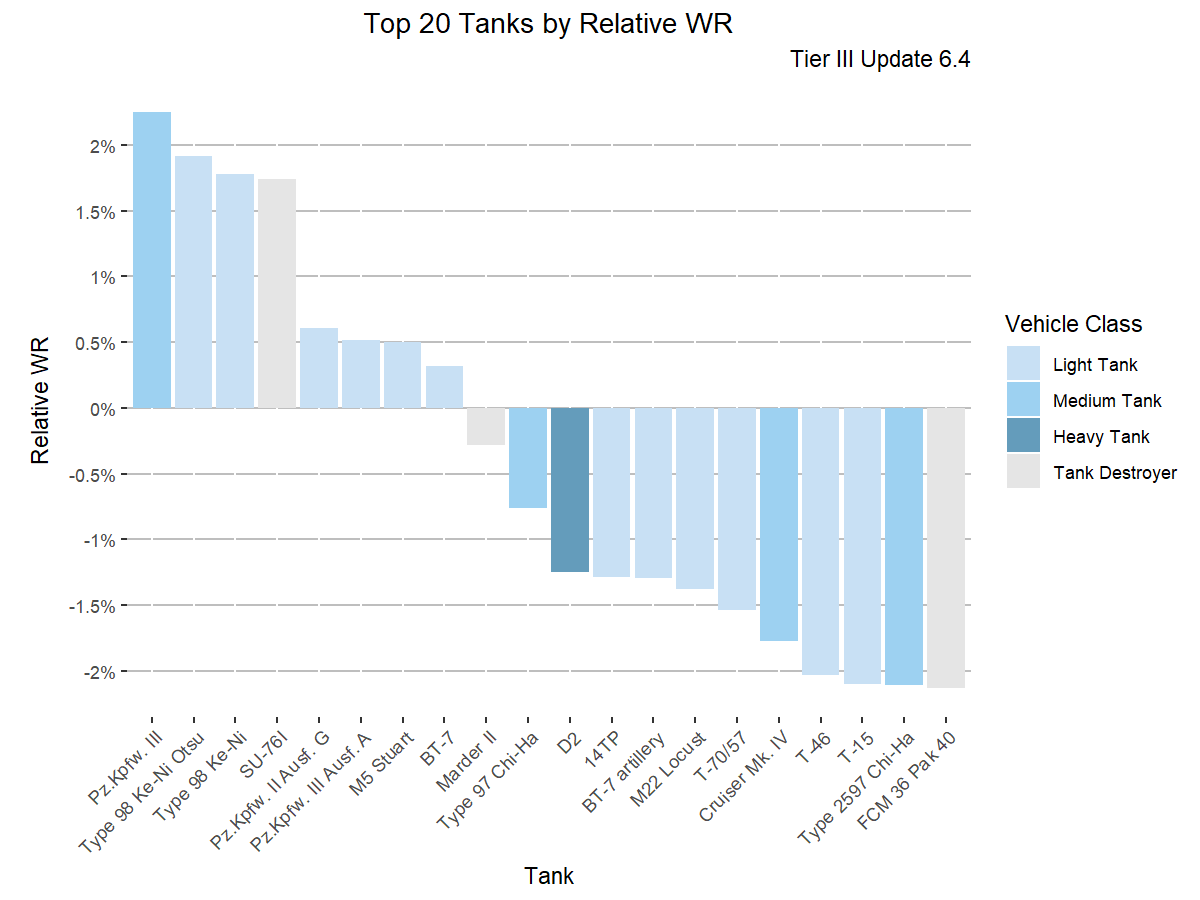 Top 20 Tanks by Relative WR
Tier III Update 6.4
Relative WR
2%
1.5%
1%
0.5%
0%
-0.5%
-1%
-1.5%
-2%
Pz.Kpfw. III
Type 98 Ke-Ni Otsu
Type 98 Ke-Ni
SU-76I
Pz.Kpfw. II Ausf. G
Pz.Kpfw. III Ausf. A
M5 Stuart
BT-7
Marder II
Type 97 Chi-Ha
D2
14TP
BT-7 artillery
M22 Locust
T-70/57
Cruiser Mk. IV
T-46
T-15
Type 2597 Chi-Ha
FCM 36 Pak 40
Tank
Vehicle Class
Light Tank
Medium Tank
Heavy Tank
Tank Destroyer